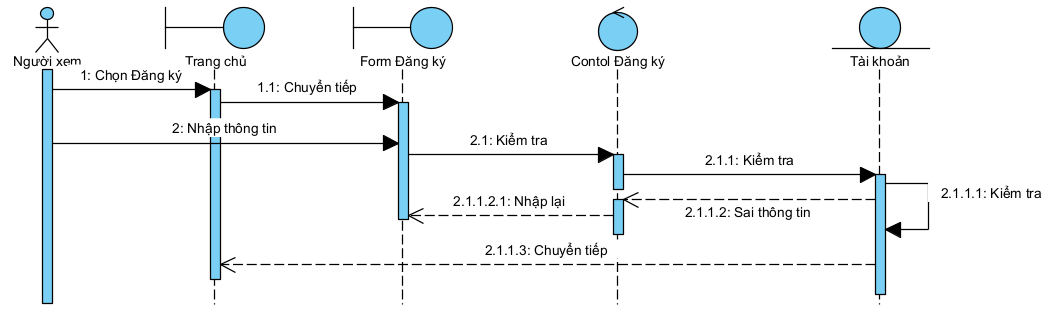 Người xem
Trang chủ
Form Đăng ký
Contol Đăng ký
Tài khoản
1: Chọn Đăng ký
1.1: Chuyển tiếp
2: Nhập thông tin
2.1: Kiểm tra
2.1.1: Kiểm tra
2.1.1.1: Kiểm tra
2.1.1.2.1: Nhập lại
2.1.1.2: Sai thông tin
2.1.1.3: Chuyển tiếp